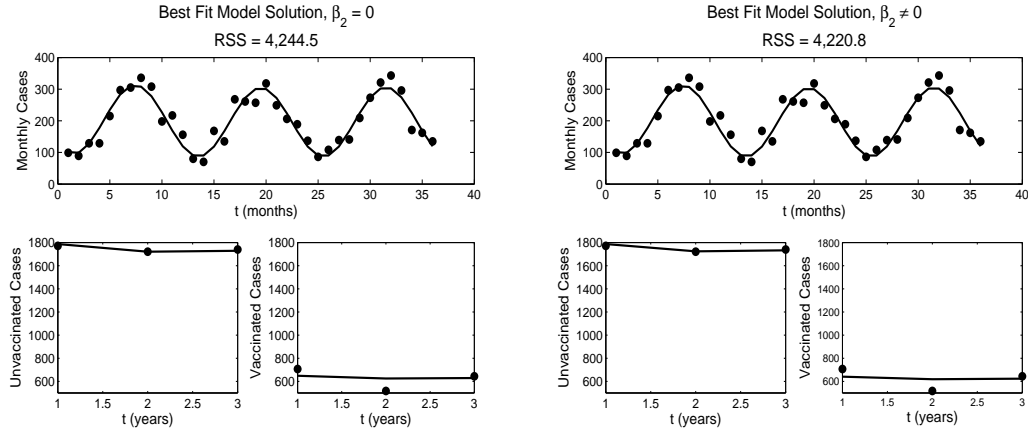 Best Fit Model Solution, β₂ = 0
RSS = 4,244.5
Monthly Cases
400
300
200
100
0
0 5 10 15 20 25 30 35 40
t (months)
Unvaccinated Cases
1800
1600
1400
1200
1000
800
600
1 1.5 2 2.5 3
t (years)
Vaccinated Cases
1800
1600
1400
1200
1000
800
600
1 1.5 2 2.5 3
t (years)
Best Fit Model Solution, β₂ ≠ 0
RSS = 4,220.8
Monthly Cases
400
300
200
100
0
0 5 10 15 20 25 30 35 40
t (months)
Unvaccinated Cases
1800
1600
1400
1200
1000
800
600
1 1.5 2 2.5 3
t (years)
Vaccinated Cases
1800
1600
1400
1200
1000
800
600
1 1.5 2 2.5 3
t (years)